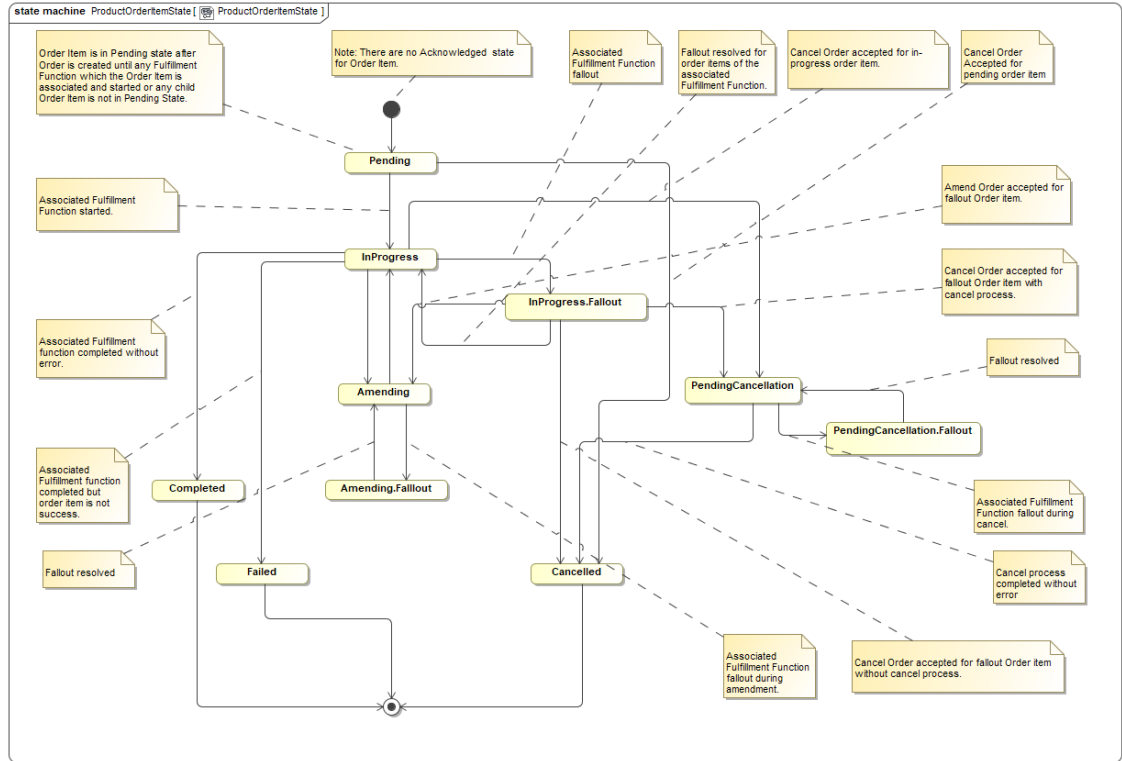 state machine ProductOrderItemState [ ProductOrderItemState ]
Order Item is in Pending state after
Order is created until any Fulfillment
Function which the Order Item is
associated and started or any child
Order Item is not in Pending State.
Note: There are no Acknowledged state
for Order Item.
Associated
Fulfillment Function
fallout
Fallout resolved for
order items of the
associated
Fulfillment Function.
Cancel Order accepted for in-
progress order item.
Cancel Order
Accepted for
pending order item
Pending
Associated Fulfillment
Function started.
Amend Order accepted for
fallout Order item.
InProgress
Cancel Order accepted for
fallout Order item with
cancel process.
InProgress.Fallout
Associated Fulfillment
function completed without
error.
Fallout resolved
Amending
PendingCancellation
PendingCancellation.Fallout
Associated
Fulfillment function
completed but
order item is not
success.
Completed
Amending.Falllout
Associated Fulfillment
Function fallout during
cancel.
Fallout resolved
Failed
Cancelled
Cancel process
completed without
error
Associated
Fulfillment Function
fallout during
amendment.
Cancel Order accepted for fallout Order item
without cancel process.